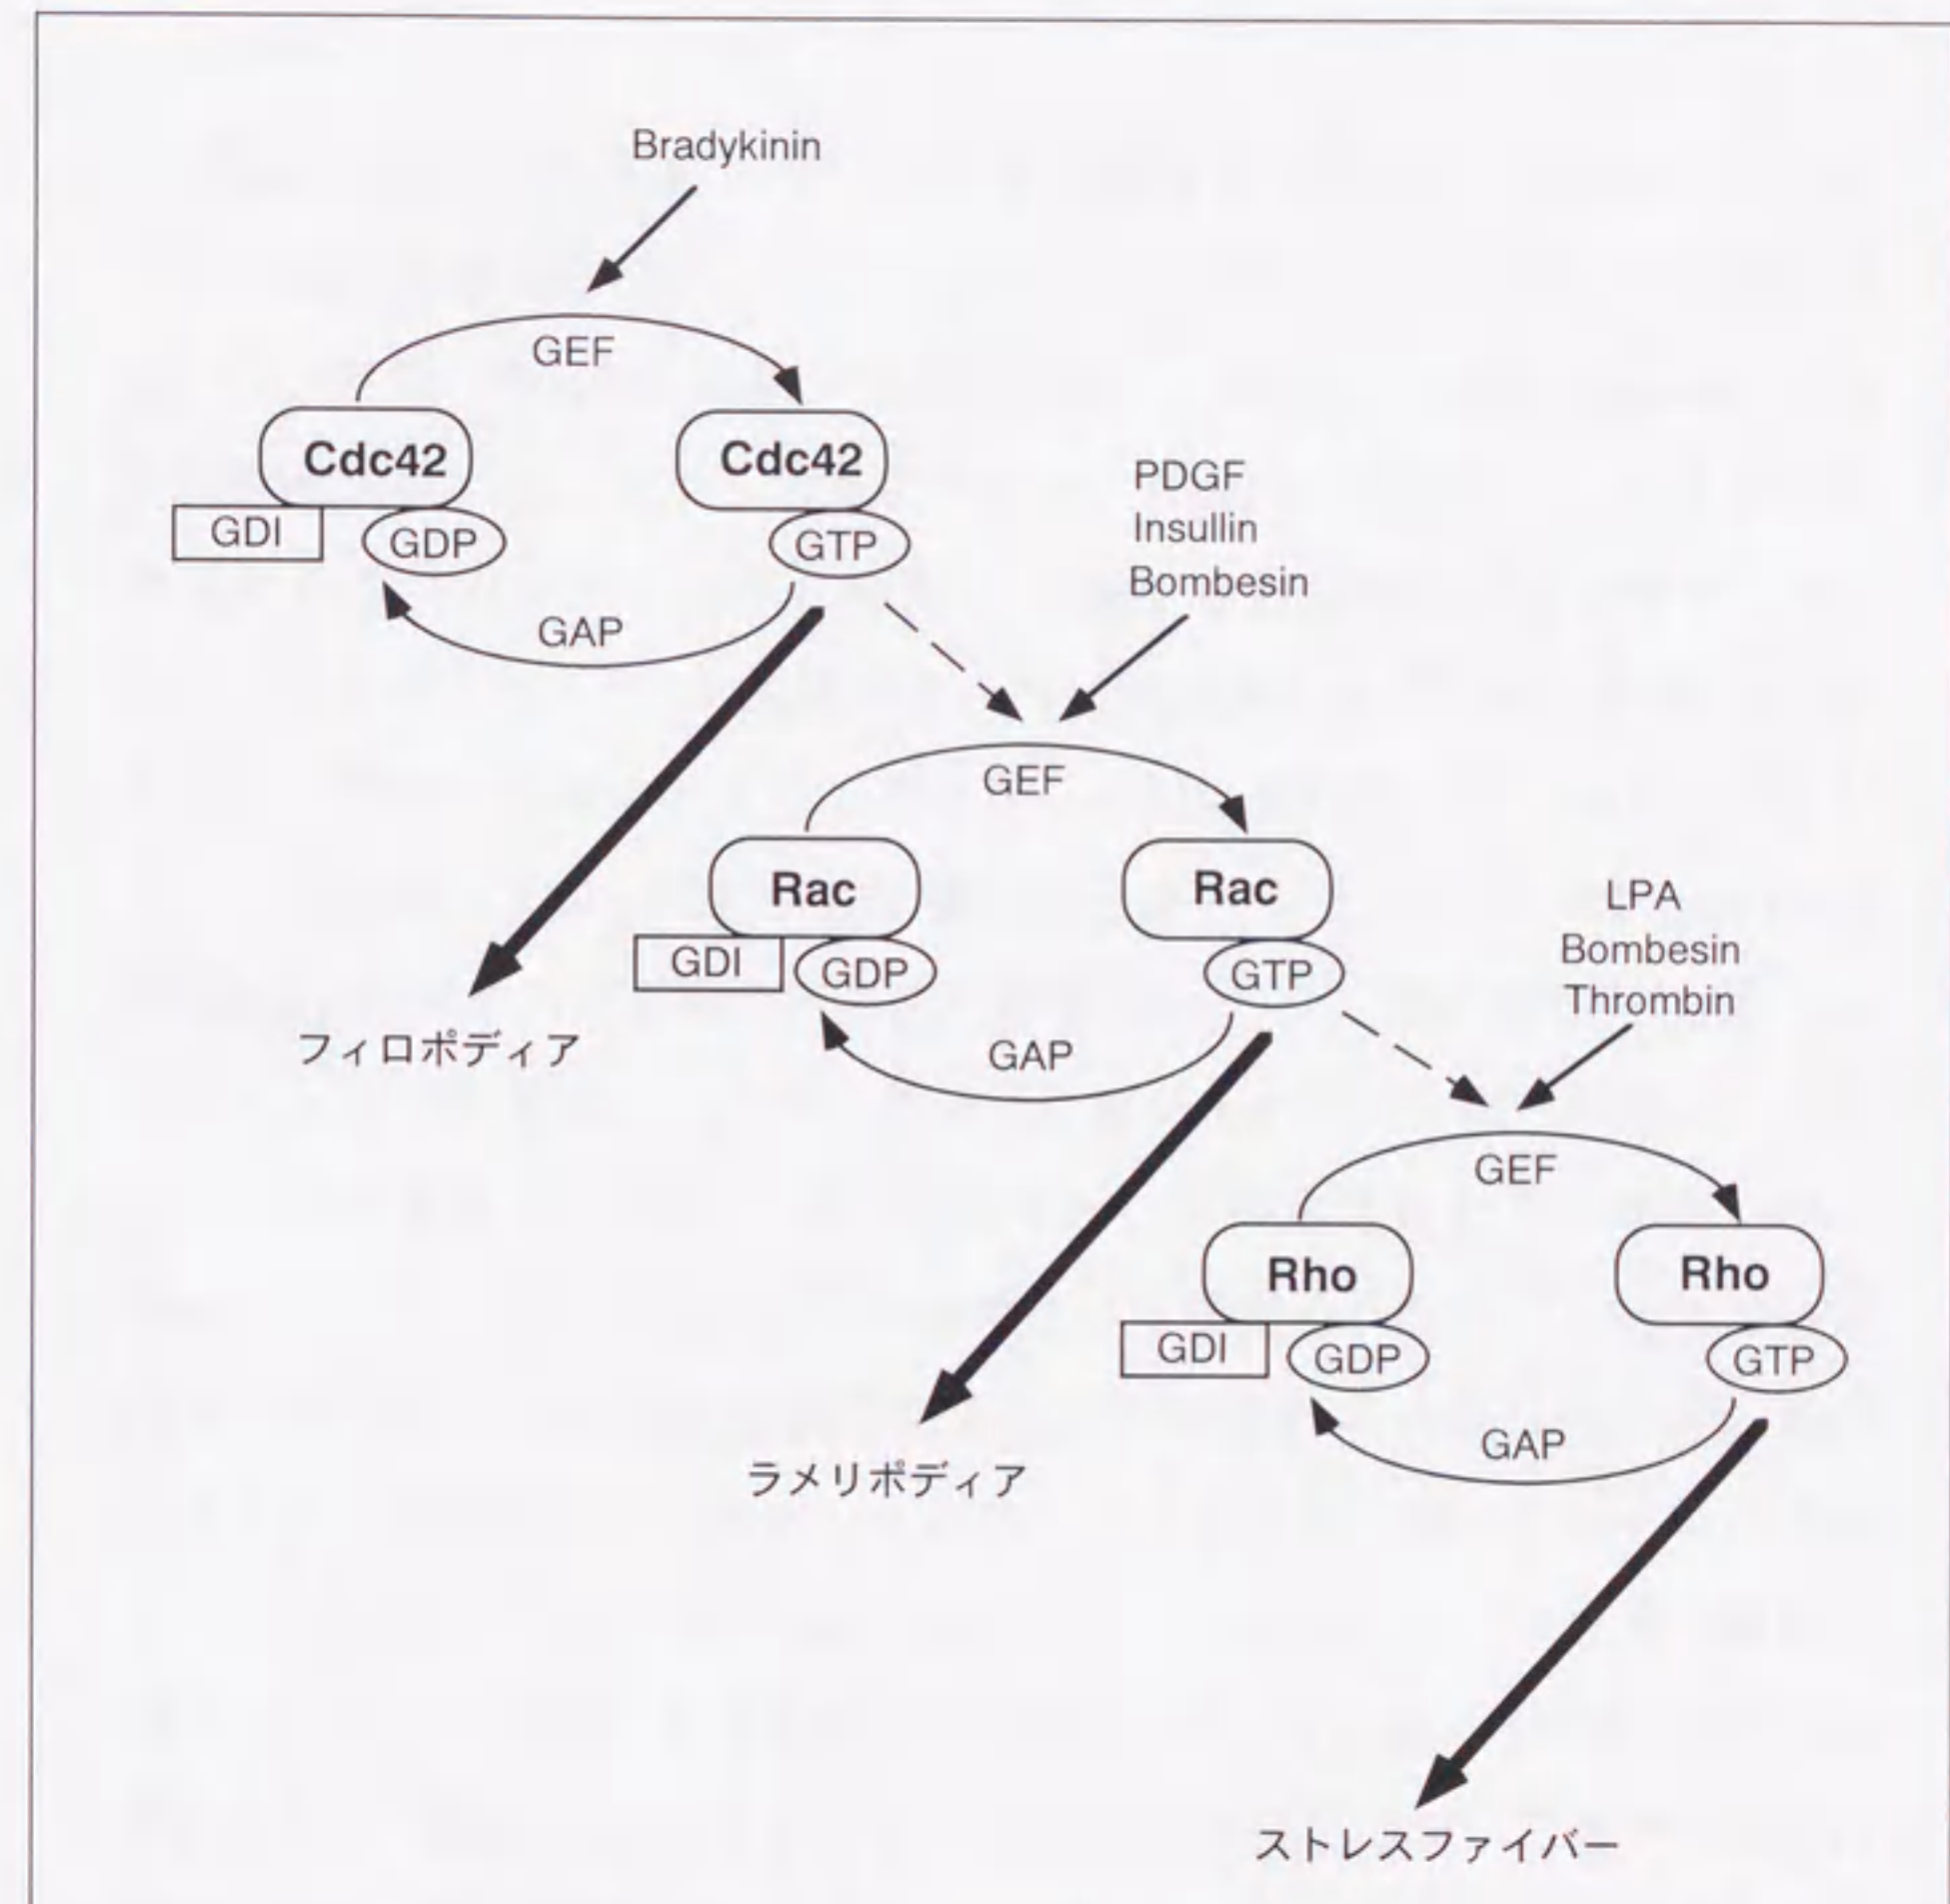 Bradykinin
GEF
Cdc42
Cdc42
GDI
GDP
GTP
GAP
PDGF
Insullin
Bombesin
GEF
Rac
Rac
GDI
GDP
GTP
GAP
フィロポディア
LPA
Bombesin
Thrombin
GEF
Rho
Rho
GDI
GDP
GTP
GAP
ラメリポディア
ストレスファイバー